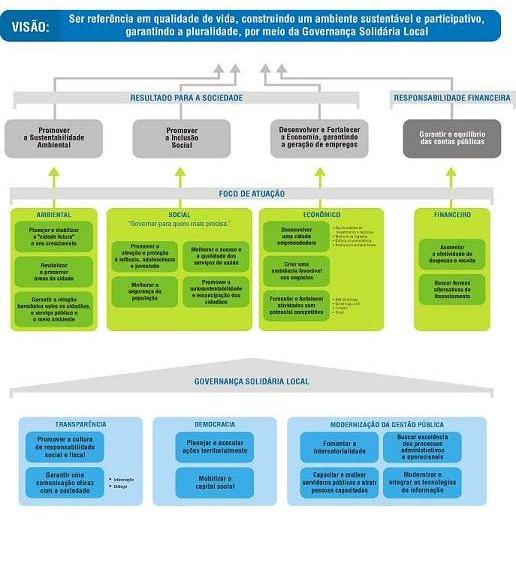 VISÃO:
Ser referência em qualidade de vida, construindo um ambiente sustentável e participativo,
garantindo a pluralidade, por meio da Governança Solidária Local
RESULTADO PARA A SOCIEDADE
RESPONSABILIDADE FINANCEIRA
Promover
a Sustentabilidade
Ambiental
Promover
a Inclusão
Social
Desenvolver e Fortalecer
a Economia, garantindo
a geração de empregos
Garantir o equilíbrio
das contas públicas
FOCO DE ATUAÇÃO
AMBIENTAL
Planejar e viabilizar
a "cidade futura"
e seu crescimento
Revitalizar
e preservar
áreas da cidade
Garantir a relação
harmônica entre os cidadãos,
o serviço público e
o meio ambiente
SOCIAL
"Governar para quem mais precisa."
Promover a
atenção e proteção
à infância, adolescência
e juventude
Melhorar o acesso e
a qualidade dos
serviços de saúde
Melhorar a
segurança da
população
Promover a
autossustentabilidade
e emancipação dos
cidadãos
ECONÔMICO
Desenvolver
uma cidade
empreendedora
Criar uma
ambiência favorável
aos negócios
Fomentar e fortalecer
atividades com
potencial competitivo
FINANCEIRO
Aumentar
a efetividade de
despesa e receita
Buscar formas
alternativas de
financiamento
GOVERNANÇA SOLIDÁRIA LOCAL
TRANSPARÊNCIA
Promover a cultura
de responsabilidade
social e fiscal
Garantir uma
comunicação eficaz
com a sociedade
• Informação
• Diálogo
DEMOCRACIA
Planejar e executar
ações territorialmente
Mobilizar o
capital social
MODERNIZAÇÃO DA GESTÃO PÚBLICA
Fomentar a
intersetorialidade
Buscar excelência
dos processos
administrativos
e operacionais
Capacitar e motivar
servidores públicos e atrair
pessoas capacitadas
Modernizar e
integrar as tecnologias
de informação